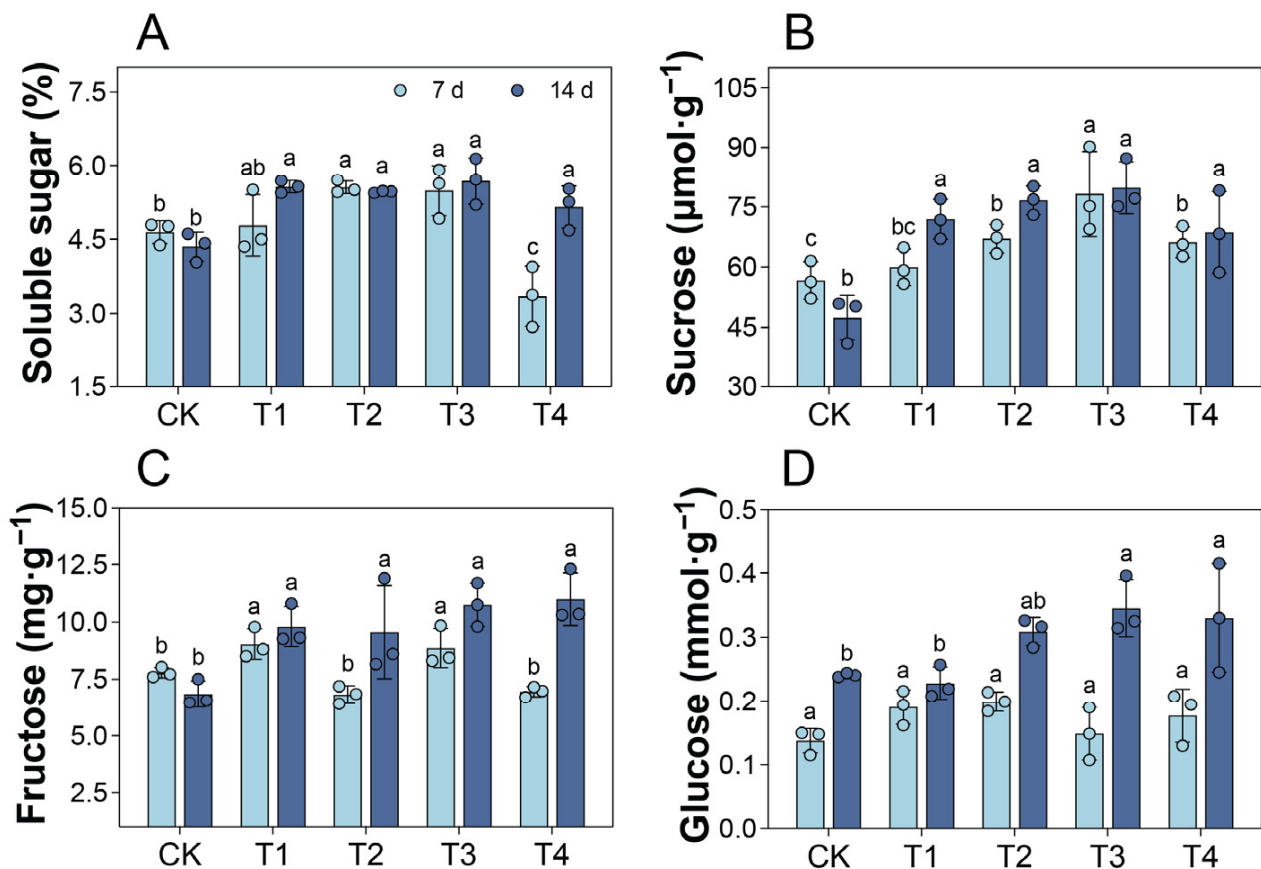 A
Soluble sugar (%)
7.5
6.0
4.5
3.0
1.5
7 d 14 d
b b ab a a a a a c a
CK T1 T2 T3 T4
B
Sucrose (μmol·g⁻¹)
105
90
75
60
45
30
c b bc a b a a a b a
CK T1 T2 T3 T4
C
Fructose (mg·g⁻¹)
15.0
12.5
10.0
7.5
5.0
2.5
b b a a b a a a b a
CK T1 T2 T3 T4
D
Glucose (mmol·g⁻¹)
0.5
0.4
0.3
0.2
0.1
0.0
a b a b a ab a a a a
CK T1 T2 T3 T4